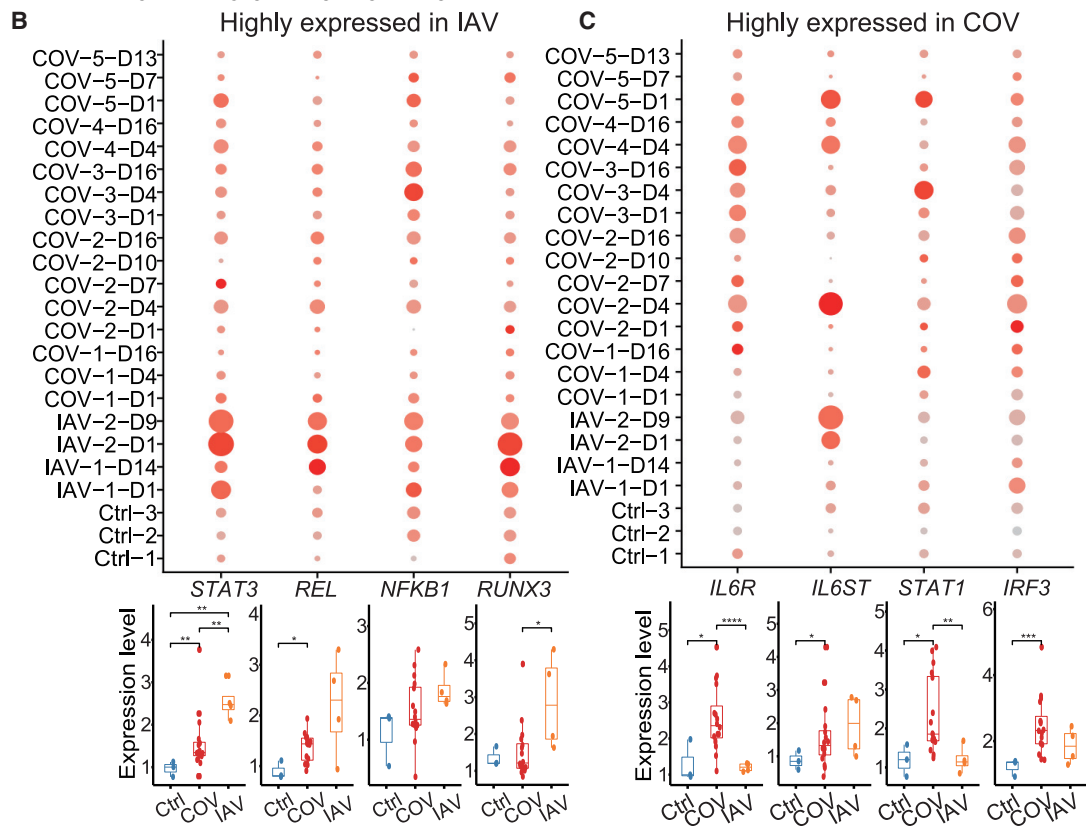 B Highly expressed in IAV
COV-5-D13
COV-5-D7
COV-5-D1
COV-4-D16
COV-4-D4
COV-3-D16
COV-3-D4
COV-3-D1
COV-2-D16
COV-2-D10
COV-2-D7
COV-2-D4
COV-2-D1
COV-1-D16
COV-1-D4
COV-1-D1
IAV-2-D9
IAV-2-D1
IAV-1-D14
IAV-1-D1
Ctrl-3
Ctrl-2
Ctrl-1
STAT3 REL NFKB1 RUNX3
Expression level
** ** **
4
3
2
1
Ctrl COV IAV
*
4
3
2
1
Ctrl COV IAV
2
1
Ctrl COV IAV
*
5
4
3
2
1
Ctrl COV IAV
C Highly expressed in COV
COV-5-D13
COV-5-D7
COV-5-D1
COV-4-D16
COV-4-D4
COV-3-D16
COV-3-D4
COV-3-D1
COV-2-D16
COV-2-D10
COV-2-D7
COV-2-D4
COV-2-D1
COV-1-D16
COV-1-D4
COV-1-D1
IAV-2-D9
IAV-2-D1
IAV-1-D14
IAV-1-D1
Ctrl-3
Ctrl-2
Ctrl-1
IL6R IL6ST STAT1 IRF3
Expression level
* ****
5
4
3
2
1
Ctrl COV IAV
*
4
3
2
1
Ctrl COV IAV
* **
6
5
4
3
2
1
Ctrl COV IAV
***
6
4
2
Ctrl COV IAV